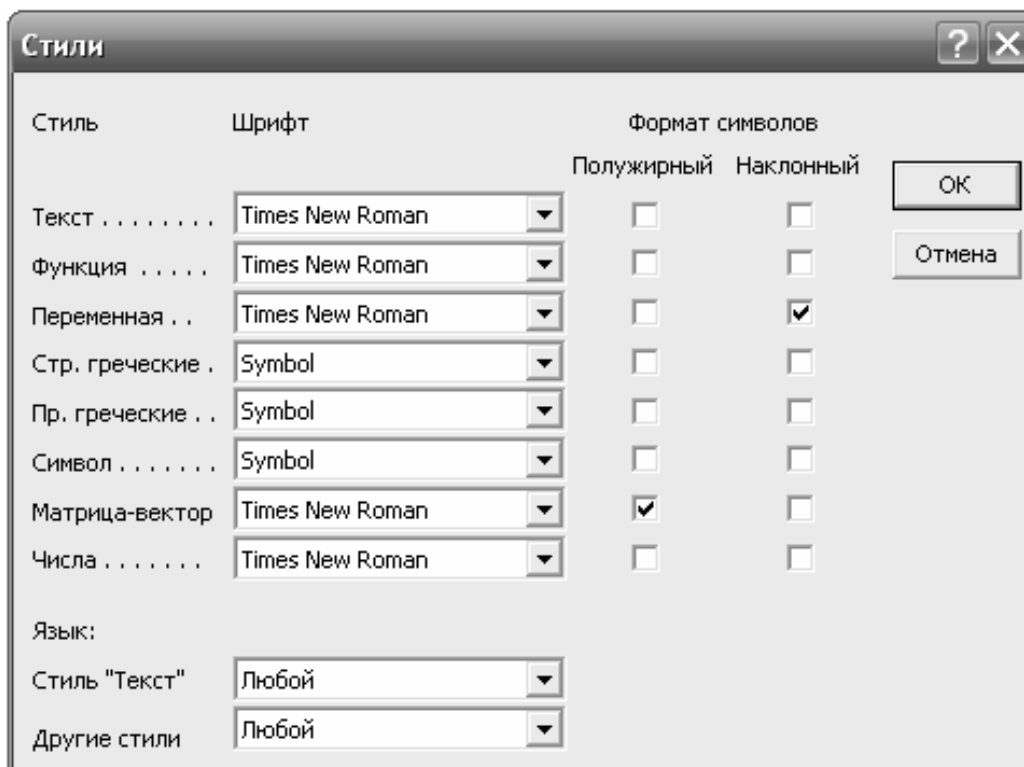 Стили
Стиль Шрифт Формат символов
Полужирный Наклонный
ОК
Текст . . . . . . . . Times New Roman
Отмена
Функция . . . . . Times New Roman
Переменная . . Times New Roman
Стр. греческие . Symbol
Пр. греческие . . Symbol
Символ . . . . . . . Symbol
Матрица-вектор Times New Roman
Числа . . . . . . . Times New Roman
Язык:
Стиль "Текст" Любой
Другие стили Любой